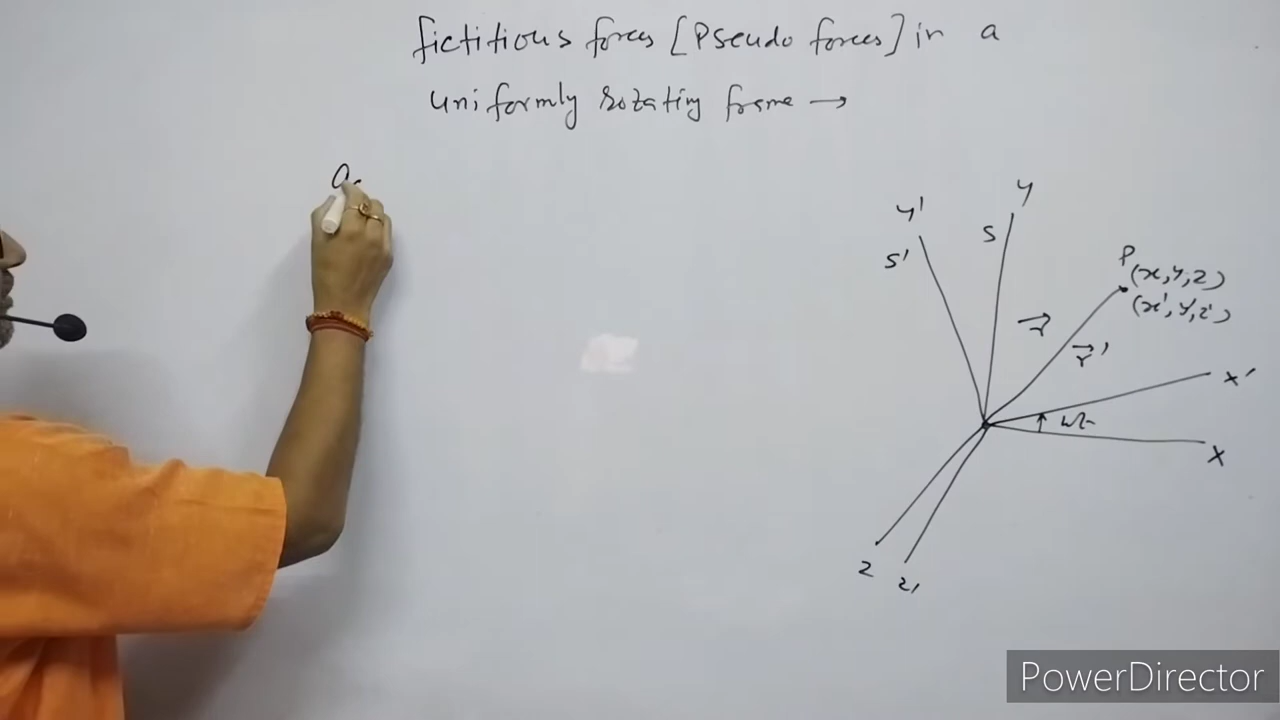 fictitious forces [Pseudo forces] in a
uniformly rotating frame →
y
y'
S
S'
P
(x, y, z)
(x', y', z')
r
r'
x'
ωt
x
z
z'
PowerDirector